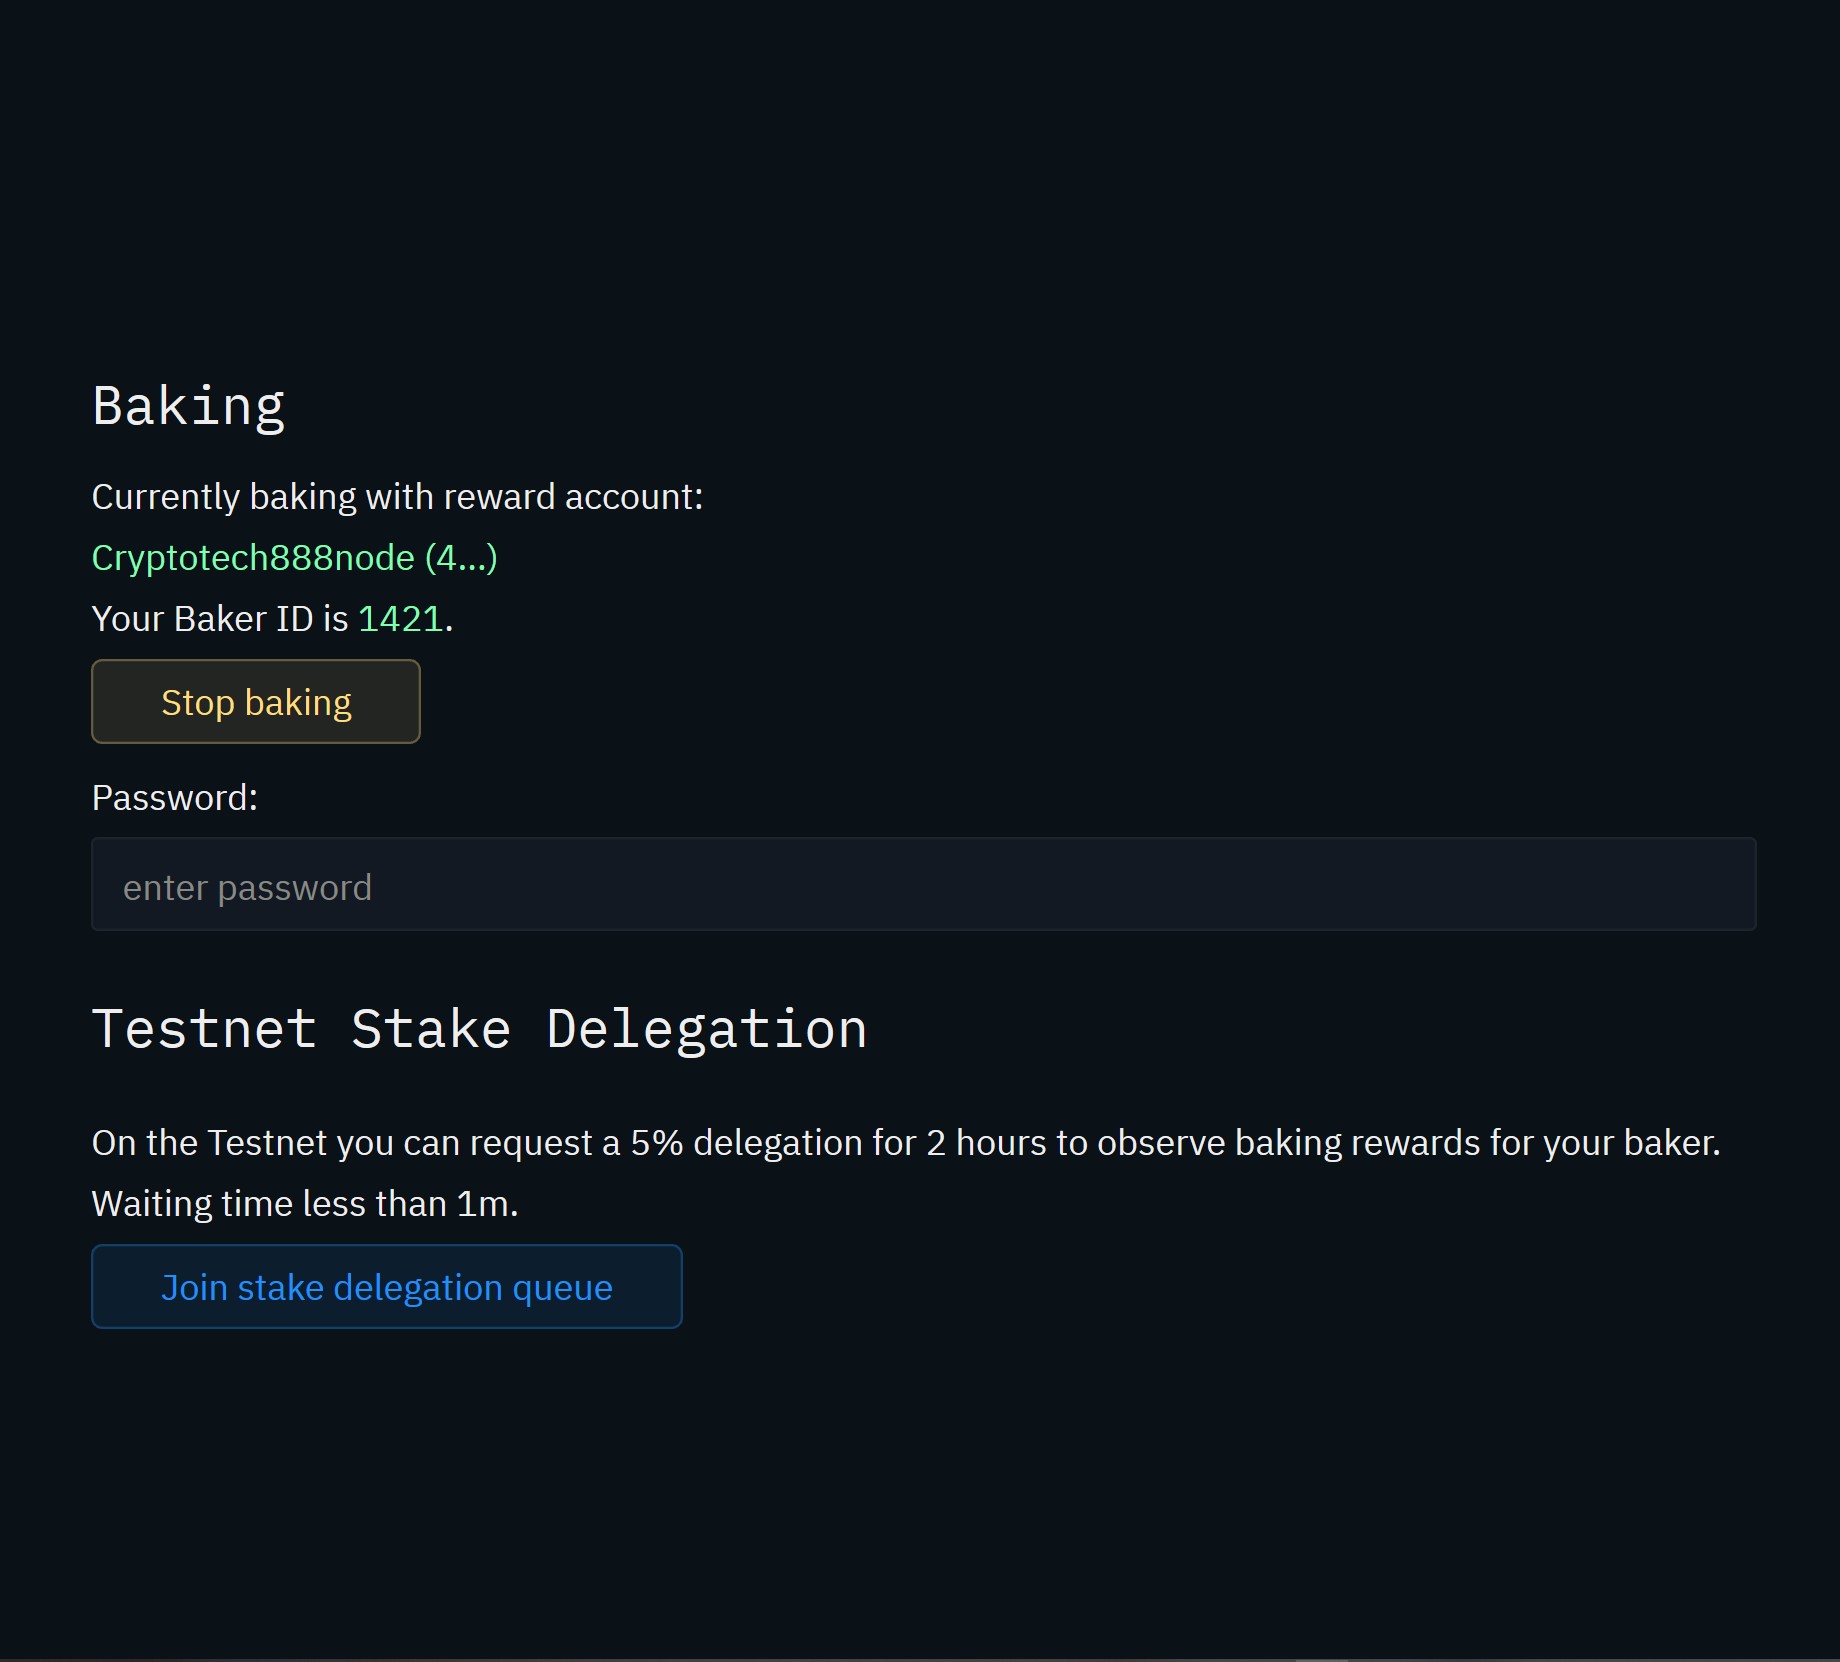 Baking
Currently baking with reward account:
Cryptotech888node (4...)
Your Baker ID is 1421.
Stop baking
Password:
enter password
Testnet Stake Delegation
On the Testnet you can request a 5% delegation for 2 hours to observe baking rewards for your baker.
Waiting time less than 1m.
Join stake delegation queue